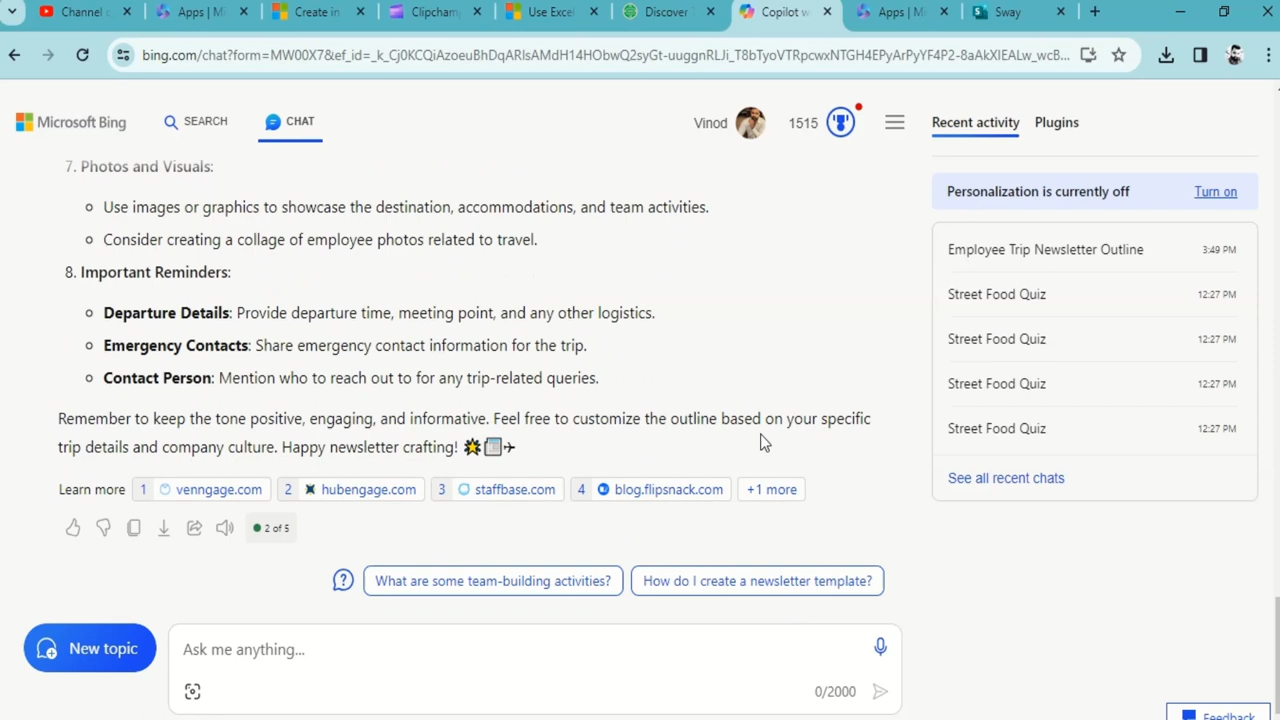 Channel c
Apps | Mi
Create in
Clipchamp
Use Excel
Discover
Copilot w
Apps | Mi
Sway
bing.com/chat?form=MW00X7&ef_id=_k_Cj0KCQiAzoeuBhDqARIsAMdH14HObwQ2syGt-uuggnRLJi_T8bTyoVTRpcwxNTGH4EPyArPyYF4P2-8aAkXIEALw_wcB...
Microsoft Bing
SEARCH
CHAT
Vinod
1515
7. Photos and Visuals:
Use images or graphics to showcase the destination, accommodations, and team activities.
Consider creating a collage of employee photos related to travel.
8. Important Reminders:
Departure Details: Provide departure time, meeting point, and any other logistics.
Emergency Contacts: Share emergency contact information for the trip.
Contact Person: Mention who to reach out to for any trip-related queries.
Remember to keep the tone positive, engaging, and informative. Feel free to customize the outline based on your specific
trip details and company culture. Happy newsletter crafting! 🌟📰✈
Learn more 1 venngage.com 2 hubengage.com 3 staffbase.com 4 blog.flipsnack.com +1 more
2 of 5
What are some team-building activities? How do I create a newsletter template?
New topic
Ask me anything...
0/2000
Recent activity Plugins
Personalization is currently off Turn on
Employee Trip Newsletter Outline 3:49 PM
Street Food Quiz 12:27 PM
Street Food Quiz 12:27 PM
Street Food Quiz 12:27 PM
Street Food Quiz 12:27 PM
See all recent chats
Feedback